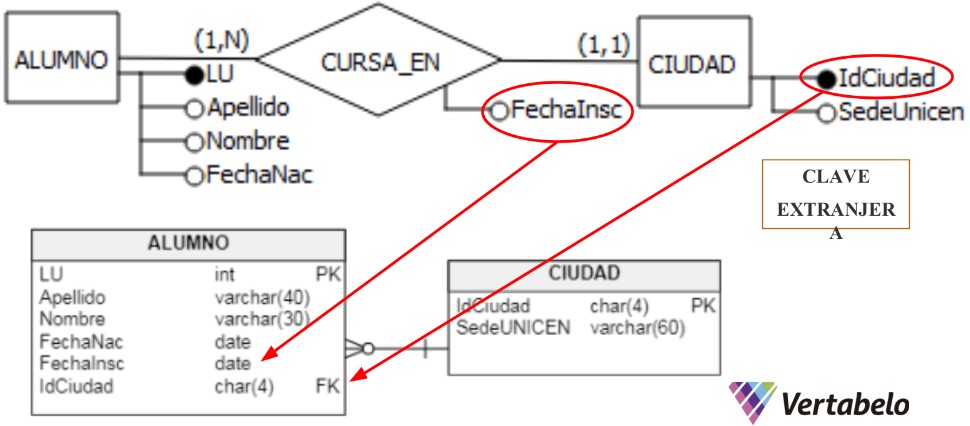 ALUMNO
(1,N)
CURSA_EN
(1,1)
CIUDAD
LU
Apellido
Nombre
FechaNac
FechaInsc
IdCiudad
SedeUnicen
CLAVE
EXTRANJER
A
ALUMNO
LU int PK
Apellido varchar(40)
Nombre varchar(30)
FechaNac date
FechaInsc date
IdCiudad char(4) FK
CIUDAD
IdCiudad char(4) PK
SedeUNICEN varchar(60)
Vertabelo